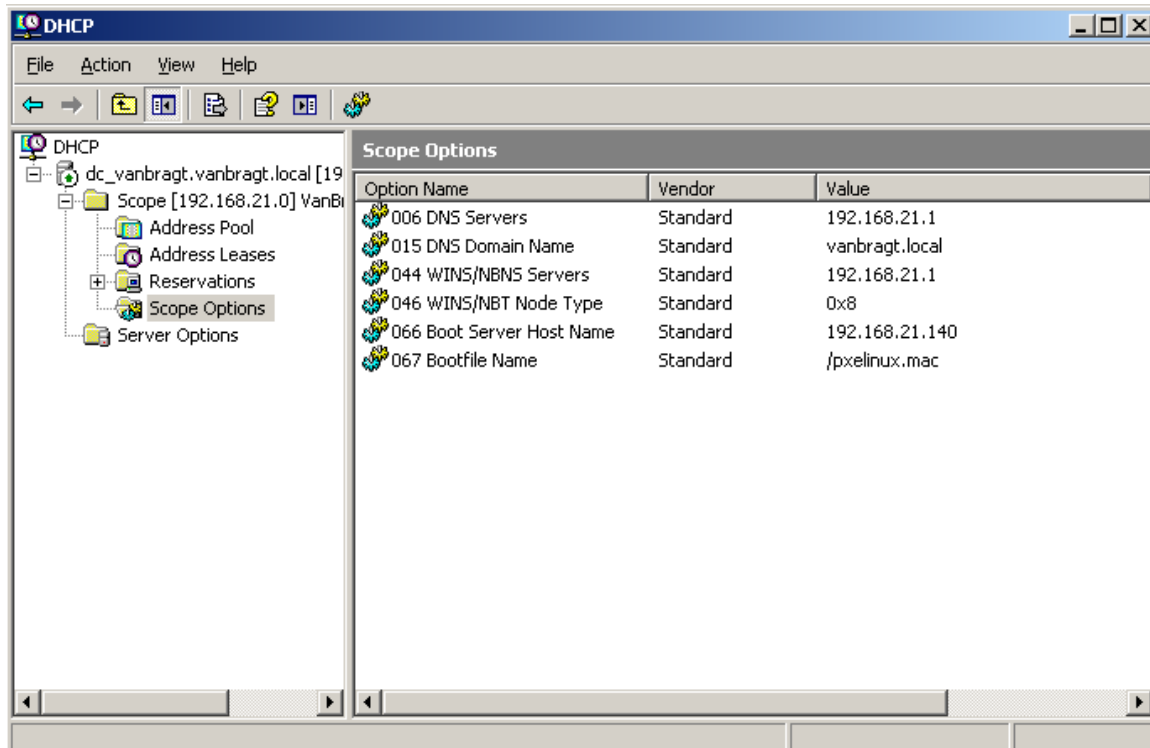 DHCP
File Action View Help
DHCP
dc_vanbragt.vanbragt.local [19
Scope [192.168.21.0] VanBr
Address Pool
Address Leases
Reservations
Scope Options
Server Options
Scope Options
Option Name Vendor Value
006 DNS Servers Standard 192.168.21.1
015 DNS Domain Name Standard vanbragt.local
044 WINS/NBNS Servers Standard 192.168.21.1
046 WINS/NBT Node Type Standard 0x8
066 Boot Server Host Name Standard 192.168.21.140
067 Bootfile Name Standard /pxelinux.mac